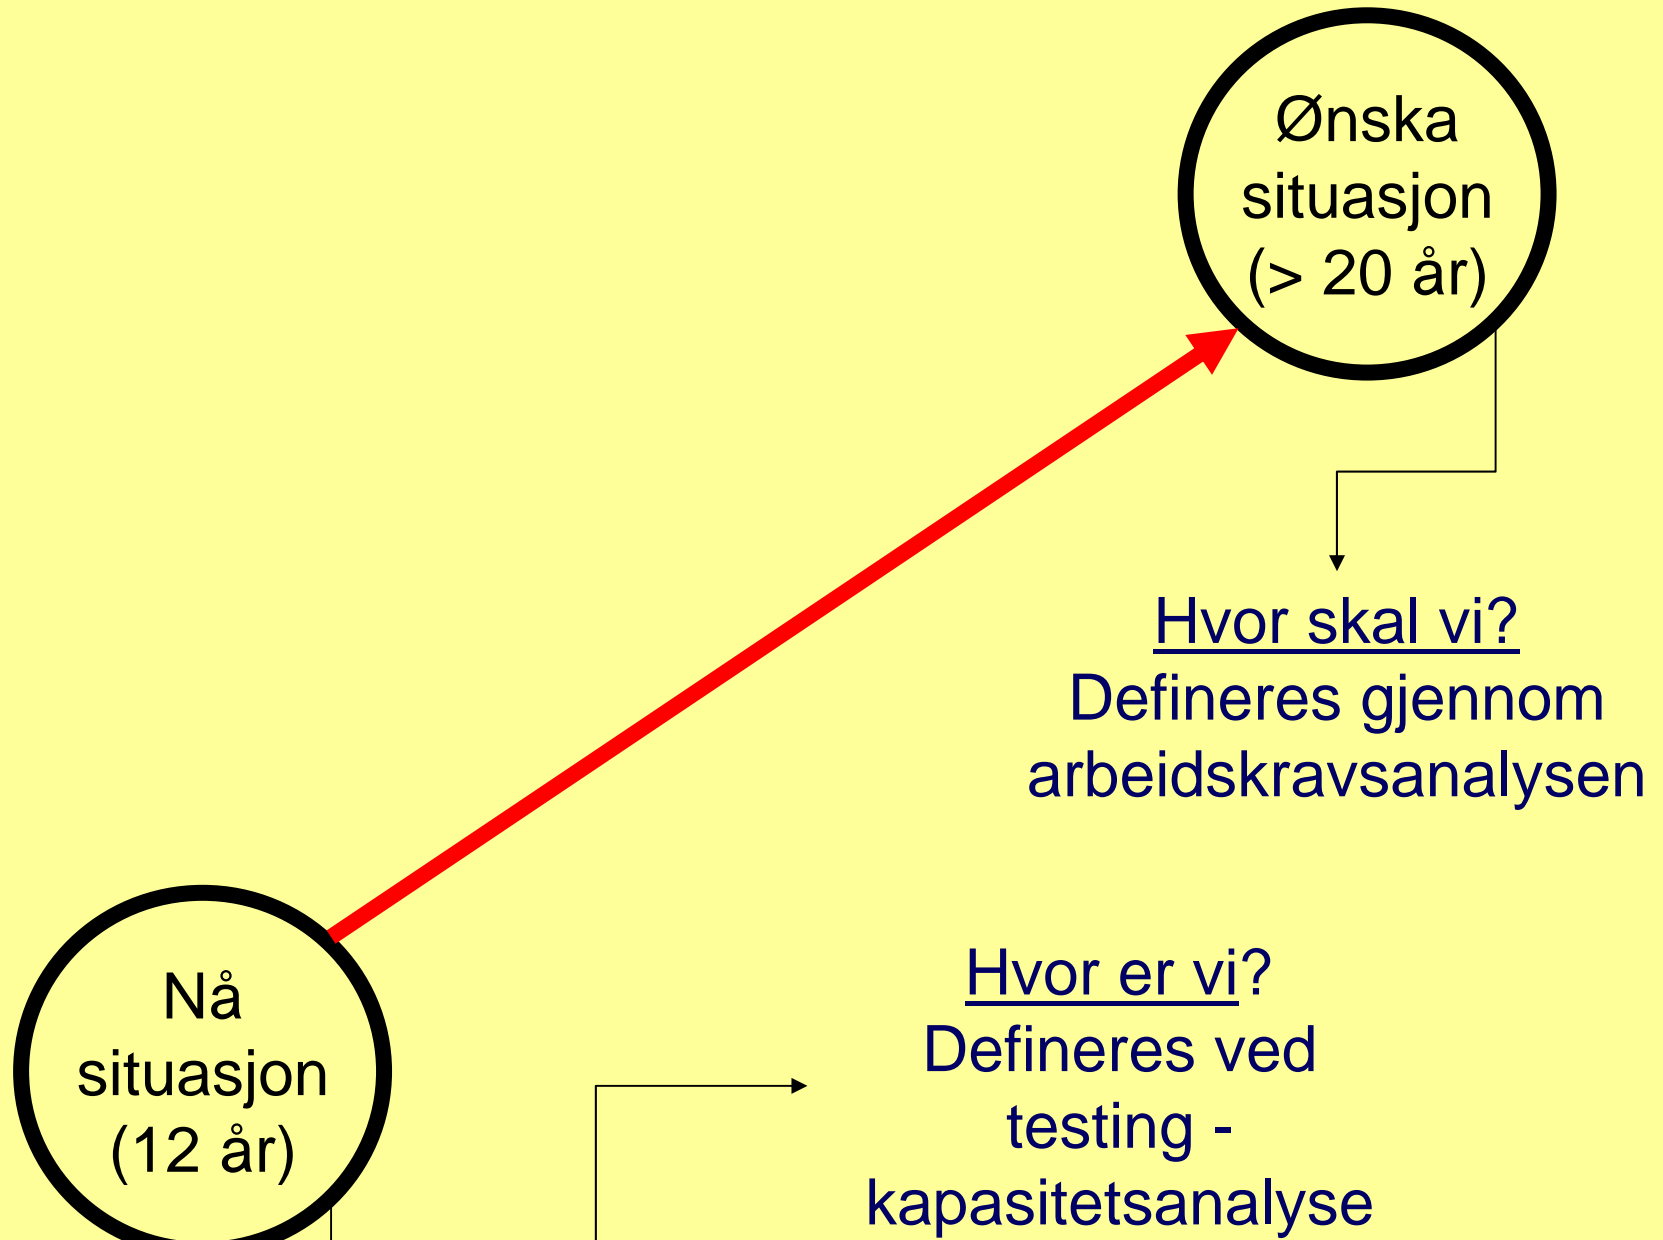 Ønska
situasjon
(> 20 år)
Hvor skal vi?
Defineres gjennom
arbeidskravsanalysen
Nå
situasjon
(12 år)
Hvor er vi?
Defineres ved
testing -
kapasitetsanalyse